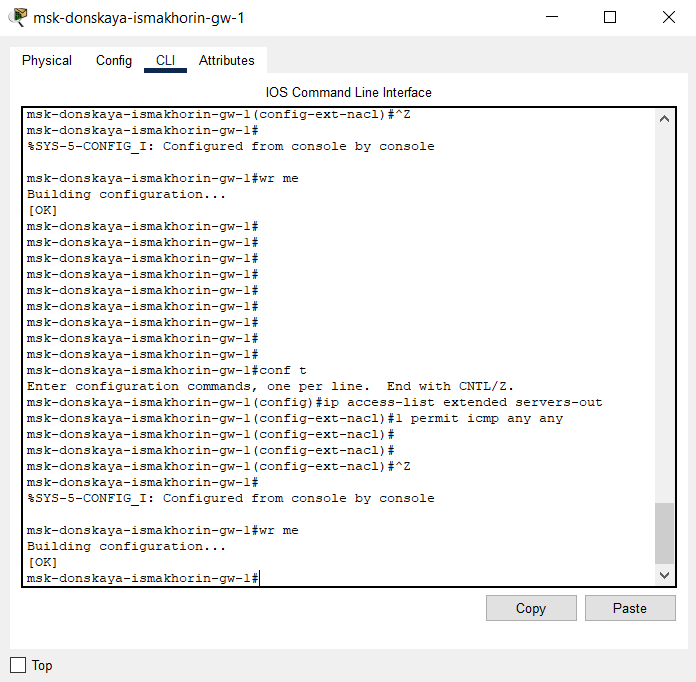 msk-donskaya-ismakhorin-gw-1
Physical Config CLI Attributes
IOS Command Line Interface
msk-donskaya-ismakhorin-gw-1(config-ext-nacl)#^Z
msk-donskaya-ismakhorin-gw-1#
%SYS-5-CONFIG_I: Configured from console by console
msk-donskaya-ismakhorin-gw-1#wr me
Building configuration...
[OK]
msk-donskaya-ismakhorin-gw-1#
msk-donskaya-ismakhorin-gw-1#
msk-donskaya-ismakhorin-gw-1#
msk-donskaya-ismakhorin-gw-1#
msk-donskaya-ismakhorin-gw-1#
msk-donskaya-ismakhorin-gw-1#
msk-donskaya-ismakhorin-gw-1#
msk-donskaya-ismakhorin-gw-1#
msk-donskaya-ismakhorin-gw-1#
msk-donskaya-ismakhorin-gw-1#conf t
Enter configuration commands, one per line.  End with CNTL/Z.
msk-donskaya-ismakhorin-gw-1(config)#ip access-list extended servers-out
msk-donskaya-ismakhorin-gw-1(config-ext-nacl)#1 permit icmp any any
msk-donskaya-ismakhorin-gw-1(config-ext-nacl)#
msk-donskaya-ismakhorin-gw-1(config-ext-nacl)#
msk-donskaya-ismakhorin-gw-1(config-ext-nacl)#^Z
msk-donskaya-ismakhorin-gw-1#
%SYS-5-CONFIG_I: Configured from console by console
msk-donskaya-ismakhorin-gw-1#wr me
Building configuration...
[OK]
msk-donskaya-ismakhorin-gw-1#
Copy Paste
Top